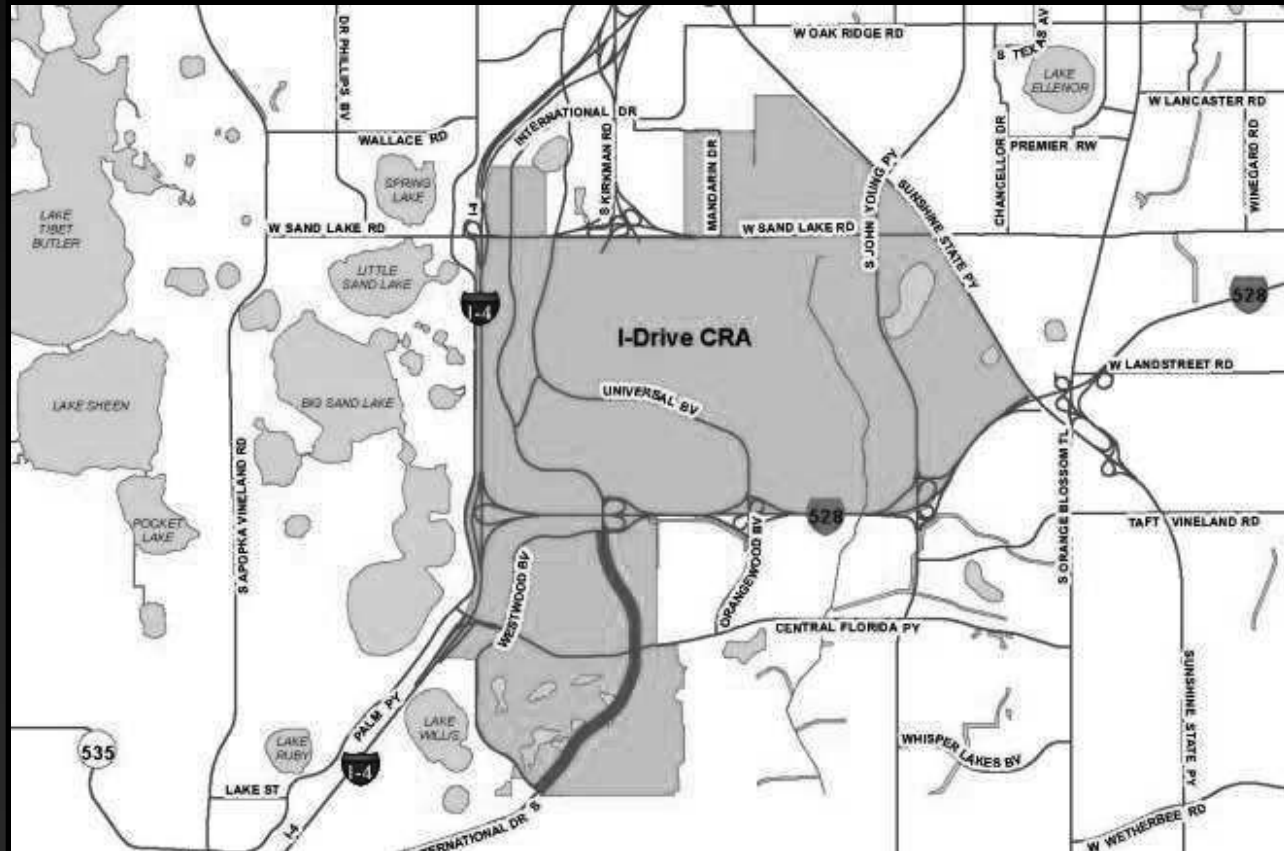 DR PHILLIPS BV
W OAK RIDGE RD
S TEXAS AV
LAKE
ELLENOR
W LANCASTER RD
INTERNATIONAL DR
WALLACE RD
S KIRKMAN RD
MANDARIN DR
CHANCELLOR DR
PREMIER RW
WINEGARD RD
SPRING
LAKE
LAKE
TIBET
BUTLER
I-4
W SAND LAKE RD
W SAND LAKE RD
S JOHN YOUNG PY
SUNSHINE STATE PY
LITTLE
SAND LAKE
I-4
528
I-Drive CRA
W LANDSTREET RD
LAKE SHEEN
BIG SAND LAKE
UNIVERSAL BV
S APOPKA VINELAND RD
POCKET
LAKE
528
TAFT VINELAND RD
S ORANGE BLOSSOM TL
WESTWOOD BV
ORANGEWOOD BV
CENTRAL FLORIDA PY
SUNSHINE STATE PY
PALM PY
LAKE
WILLIS
535
LAKE
RUBY
I-4
WHISPER LAKES BV
LAKE ST
I-4
TERNATIONAL DR S
W WETHERBEE RD